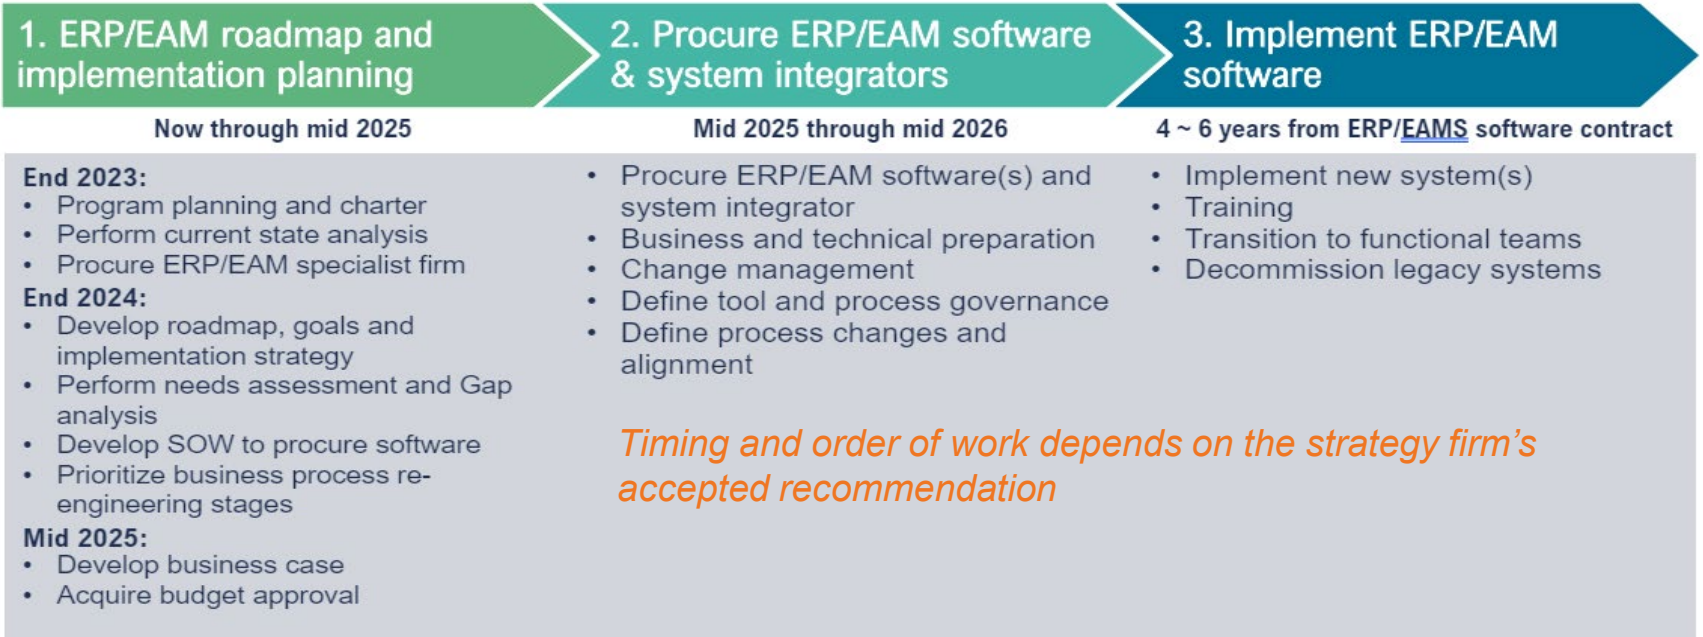 1. ERP/EAM roadmap and
implementation planning
Now through mid 2025
End 2023:
• Program planning and charter
• Perform current state analysis
• Procure ERP/EAM specialist firm
End 2024:
• Develop roadmap, goals and
implementation strategy
• Perform needs assessment and Gap
analysis
• Develop SOW to procure software
• Prioritize business process re-
engineering stages
Mid 2025:
• Develop business case
• Acquire budget approval
2. Procure ERP/EAM software
& system integrators
Mid 2025 through mid 2026
• Procure ERP/EAM software(s) and
system integrator
• Business and technical preparation
• Change management
• Define tool and process governance
• Define process changes and
alignment
3. Implement ERP/EAM
software
4 ~ 6 years from ERP/EAMS software contract
• Implement new system(s)
• Training
• Transition to functional teams
• Decommission legacy systems
Timing and order of work depends on the strategy firm's
accepted recommendation